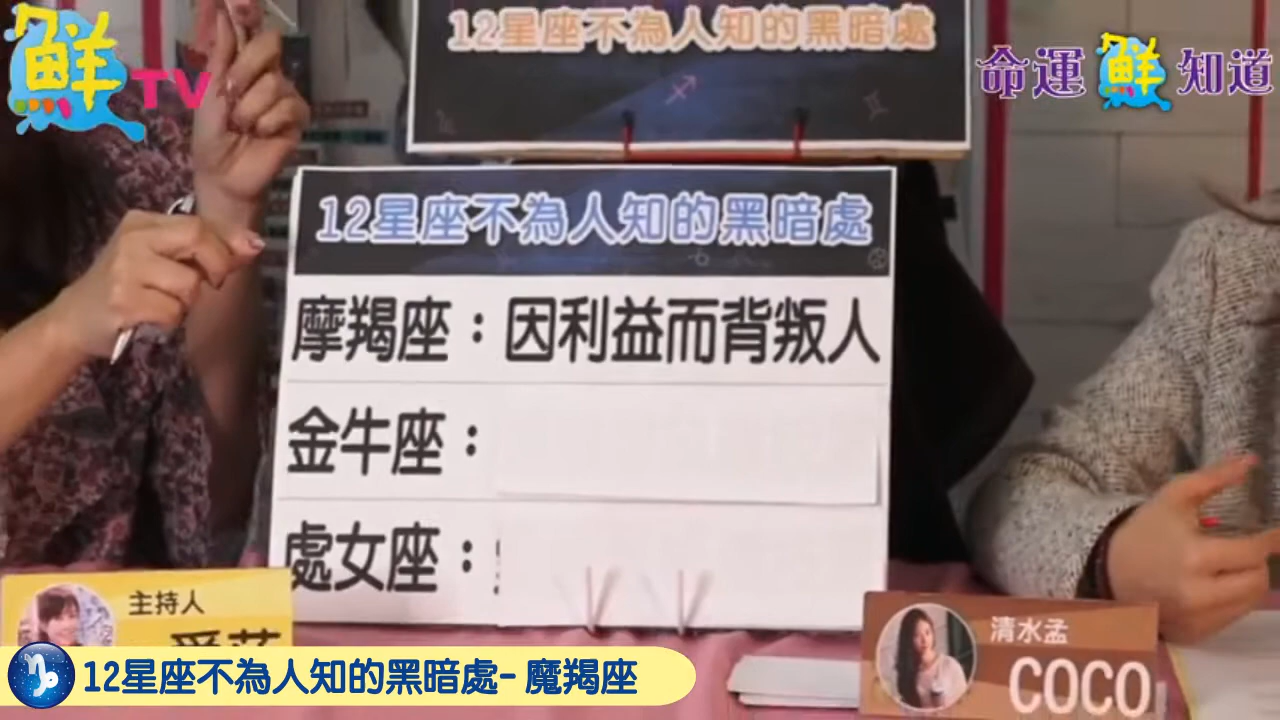 鮮TV
12星座不為人知的黑暗處
命運鮮知道
12星座不為人知的黑暗處
摩羯座：因利益而背叛人
金牛座：
處女座：
主持人
清水孟
COCO
12星座不為人知的黑暗處- 魔羯座